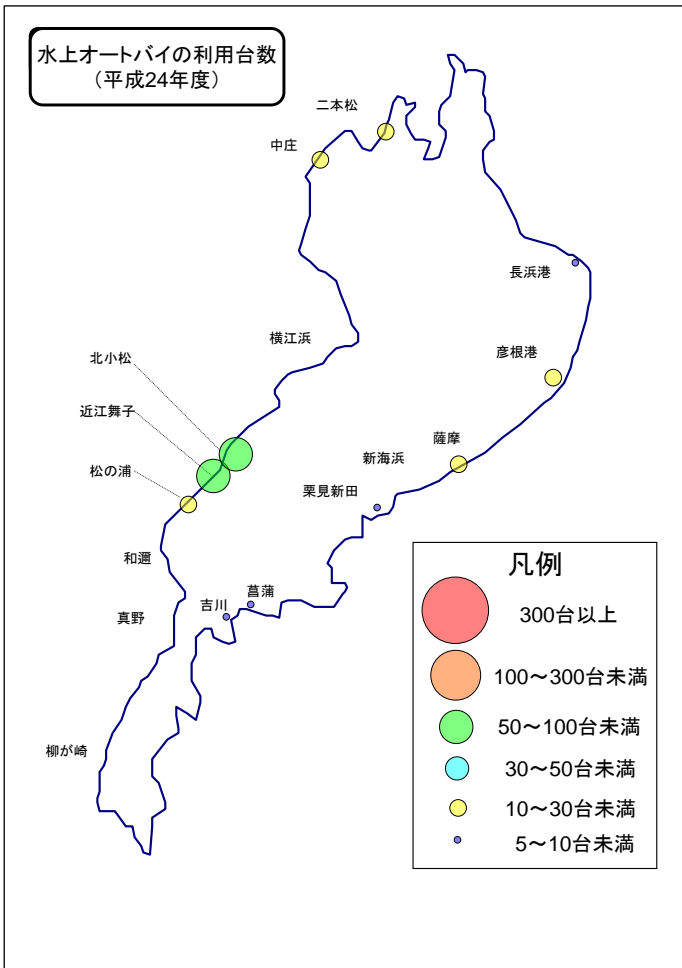 水上オートバイの利用台数
（平成24年度）
二本松
中庄
長浜港
横江浜
北小松
彦根港
近江舞子
薩摩
新海浜
松の浦
栗見新田
和邇
菖蒲
吉川
真野
柳が崎
凡例
300台以上
100～300台未満
50～100台未満
30～50台未満
10～30台未満
5～10台未満